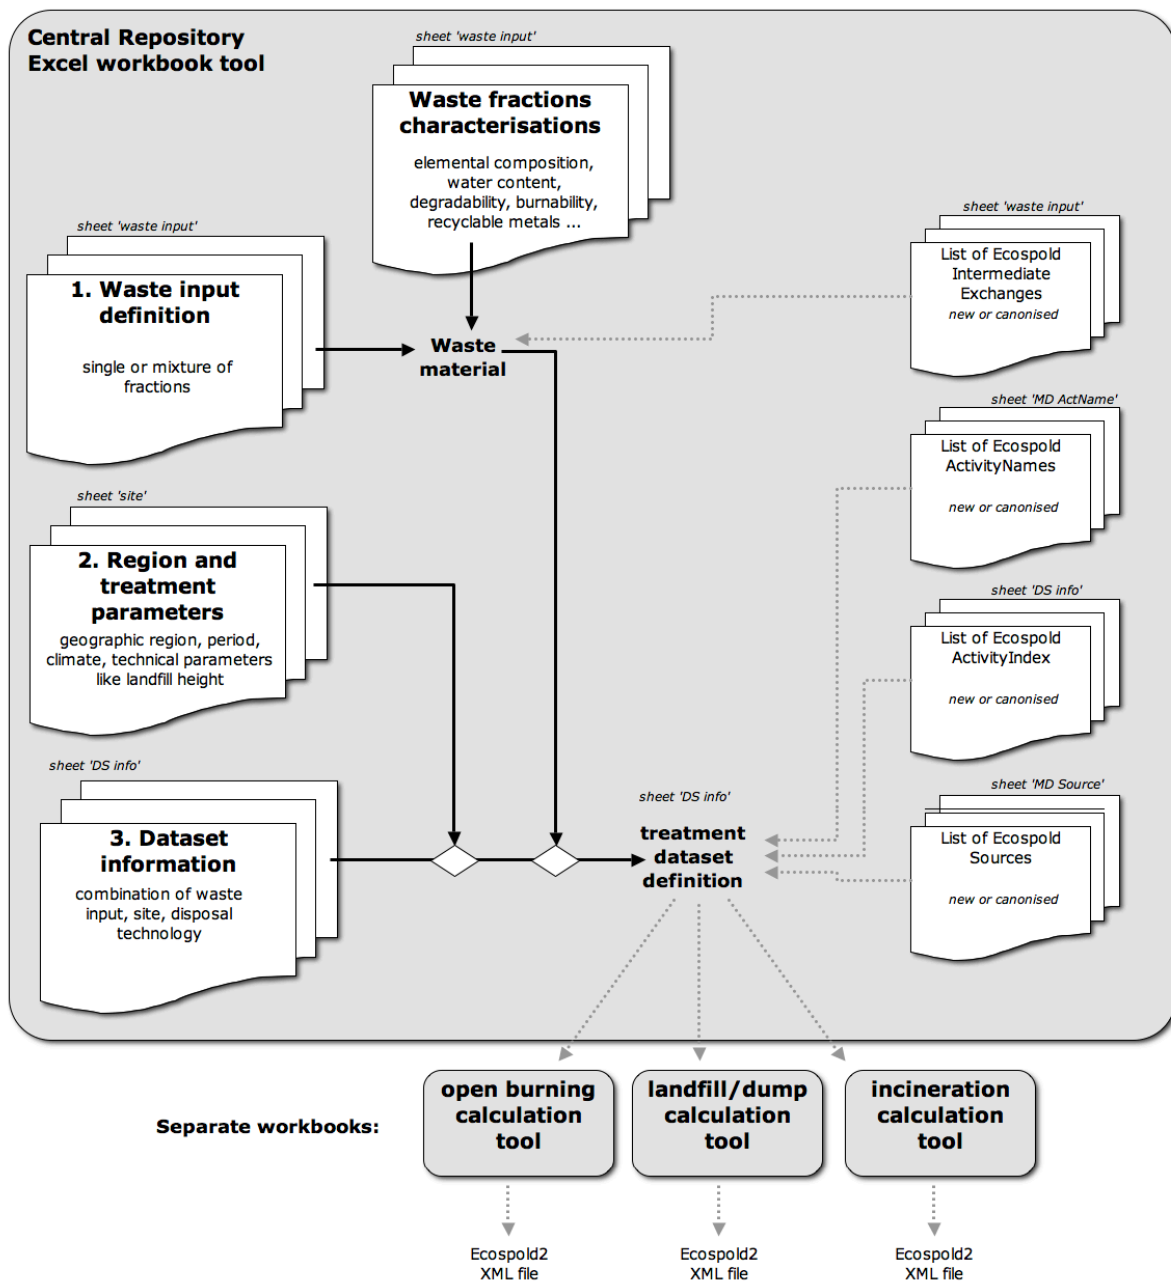 Central Repository
Excel workbook tool
sheet 'waste input'
Waste fractions
characterisations
elemental composition,
water content,
degradability, burnability,
recyclable metals ...
sheet 'waste input'
1. Waste input
definition
single or mixture of
fractions
Waste
material
sheet 'waste input'
List of Ecospold
Intermediate
Exchanges
new or canonised
sheet 'MD ActName'
List of Ecospold
ActivityNames
new or canonised
sheet 'site'
2. Region and
treatment
parameters
geographic region, period,
climate, technical parameters
like landfill height
sheet 'DS info'
List of Ecospold
ActivityIndex
new or canonised
sheet 'DS info'
3. Dataset
information
combination of waste
input, site, disposal
technology
sheet 'DS info'
treatment
dataset
definition
sheet 'MD Source'
List of Ecospold
Sources
new or canonised
Separate workbooks:
open burning
calculation
tool
landfill/dump
calculation
tool
incineration
calculation
tool
Ecospold2
XML file
Ecospold2
XML file
Ecospold2
XML file